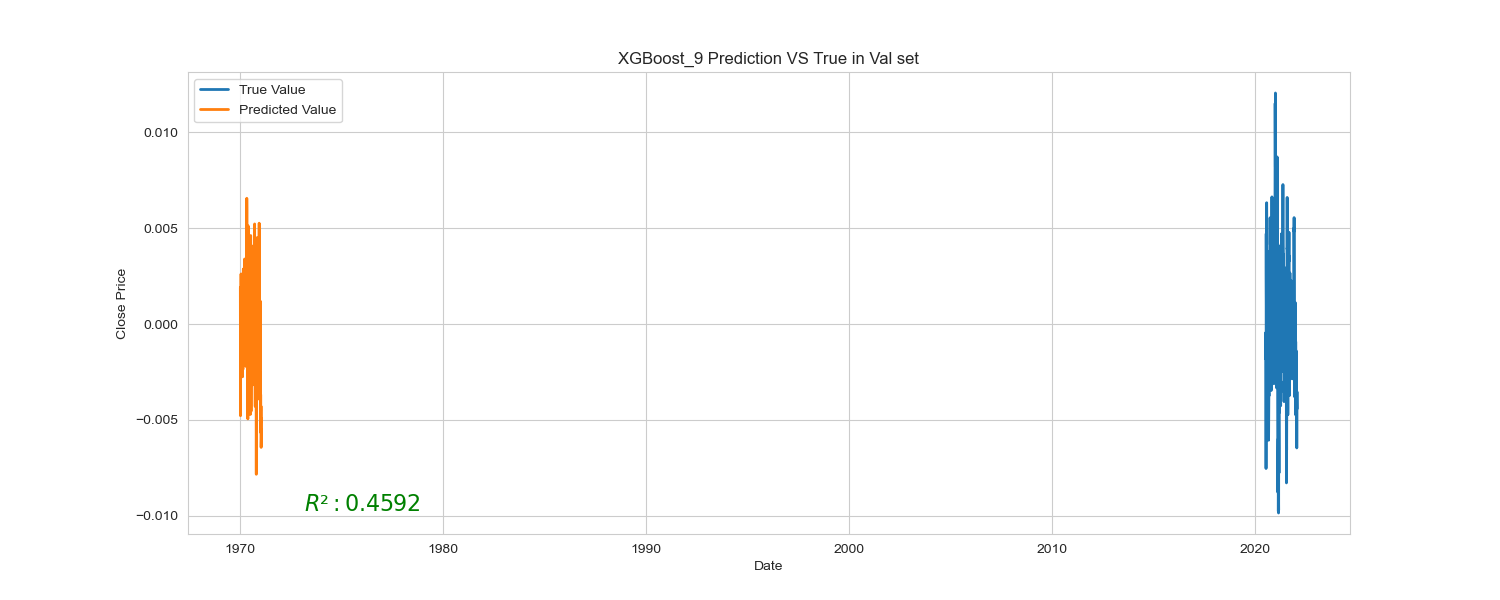 XGBoost_9 Prediction VS True in Val set
True Value
Predicted Value
0.010
0.005
0.000
−0.005
−0.010
Close Price
R² : 0.4592
1970 1980 1990 2000 2010 2020
Date